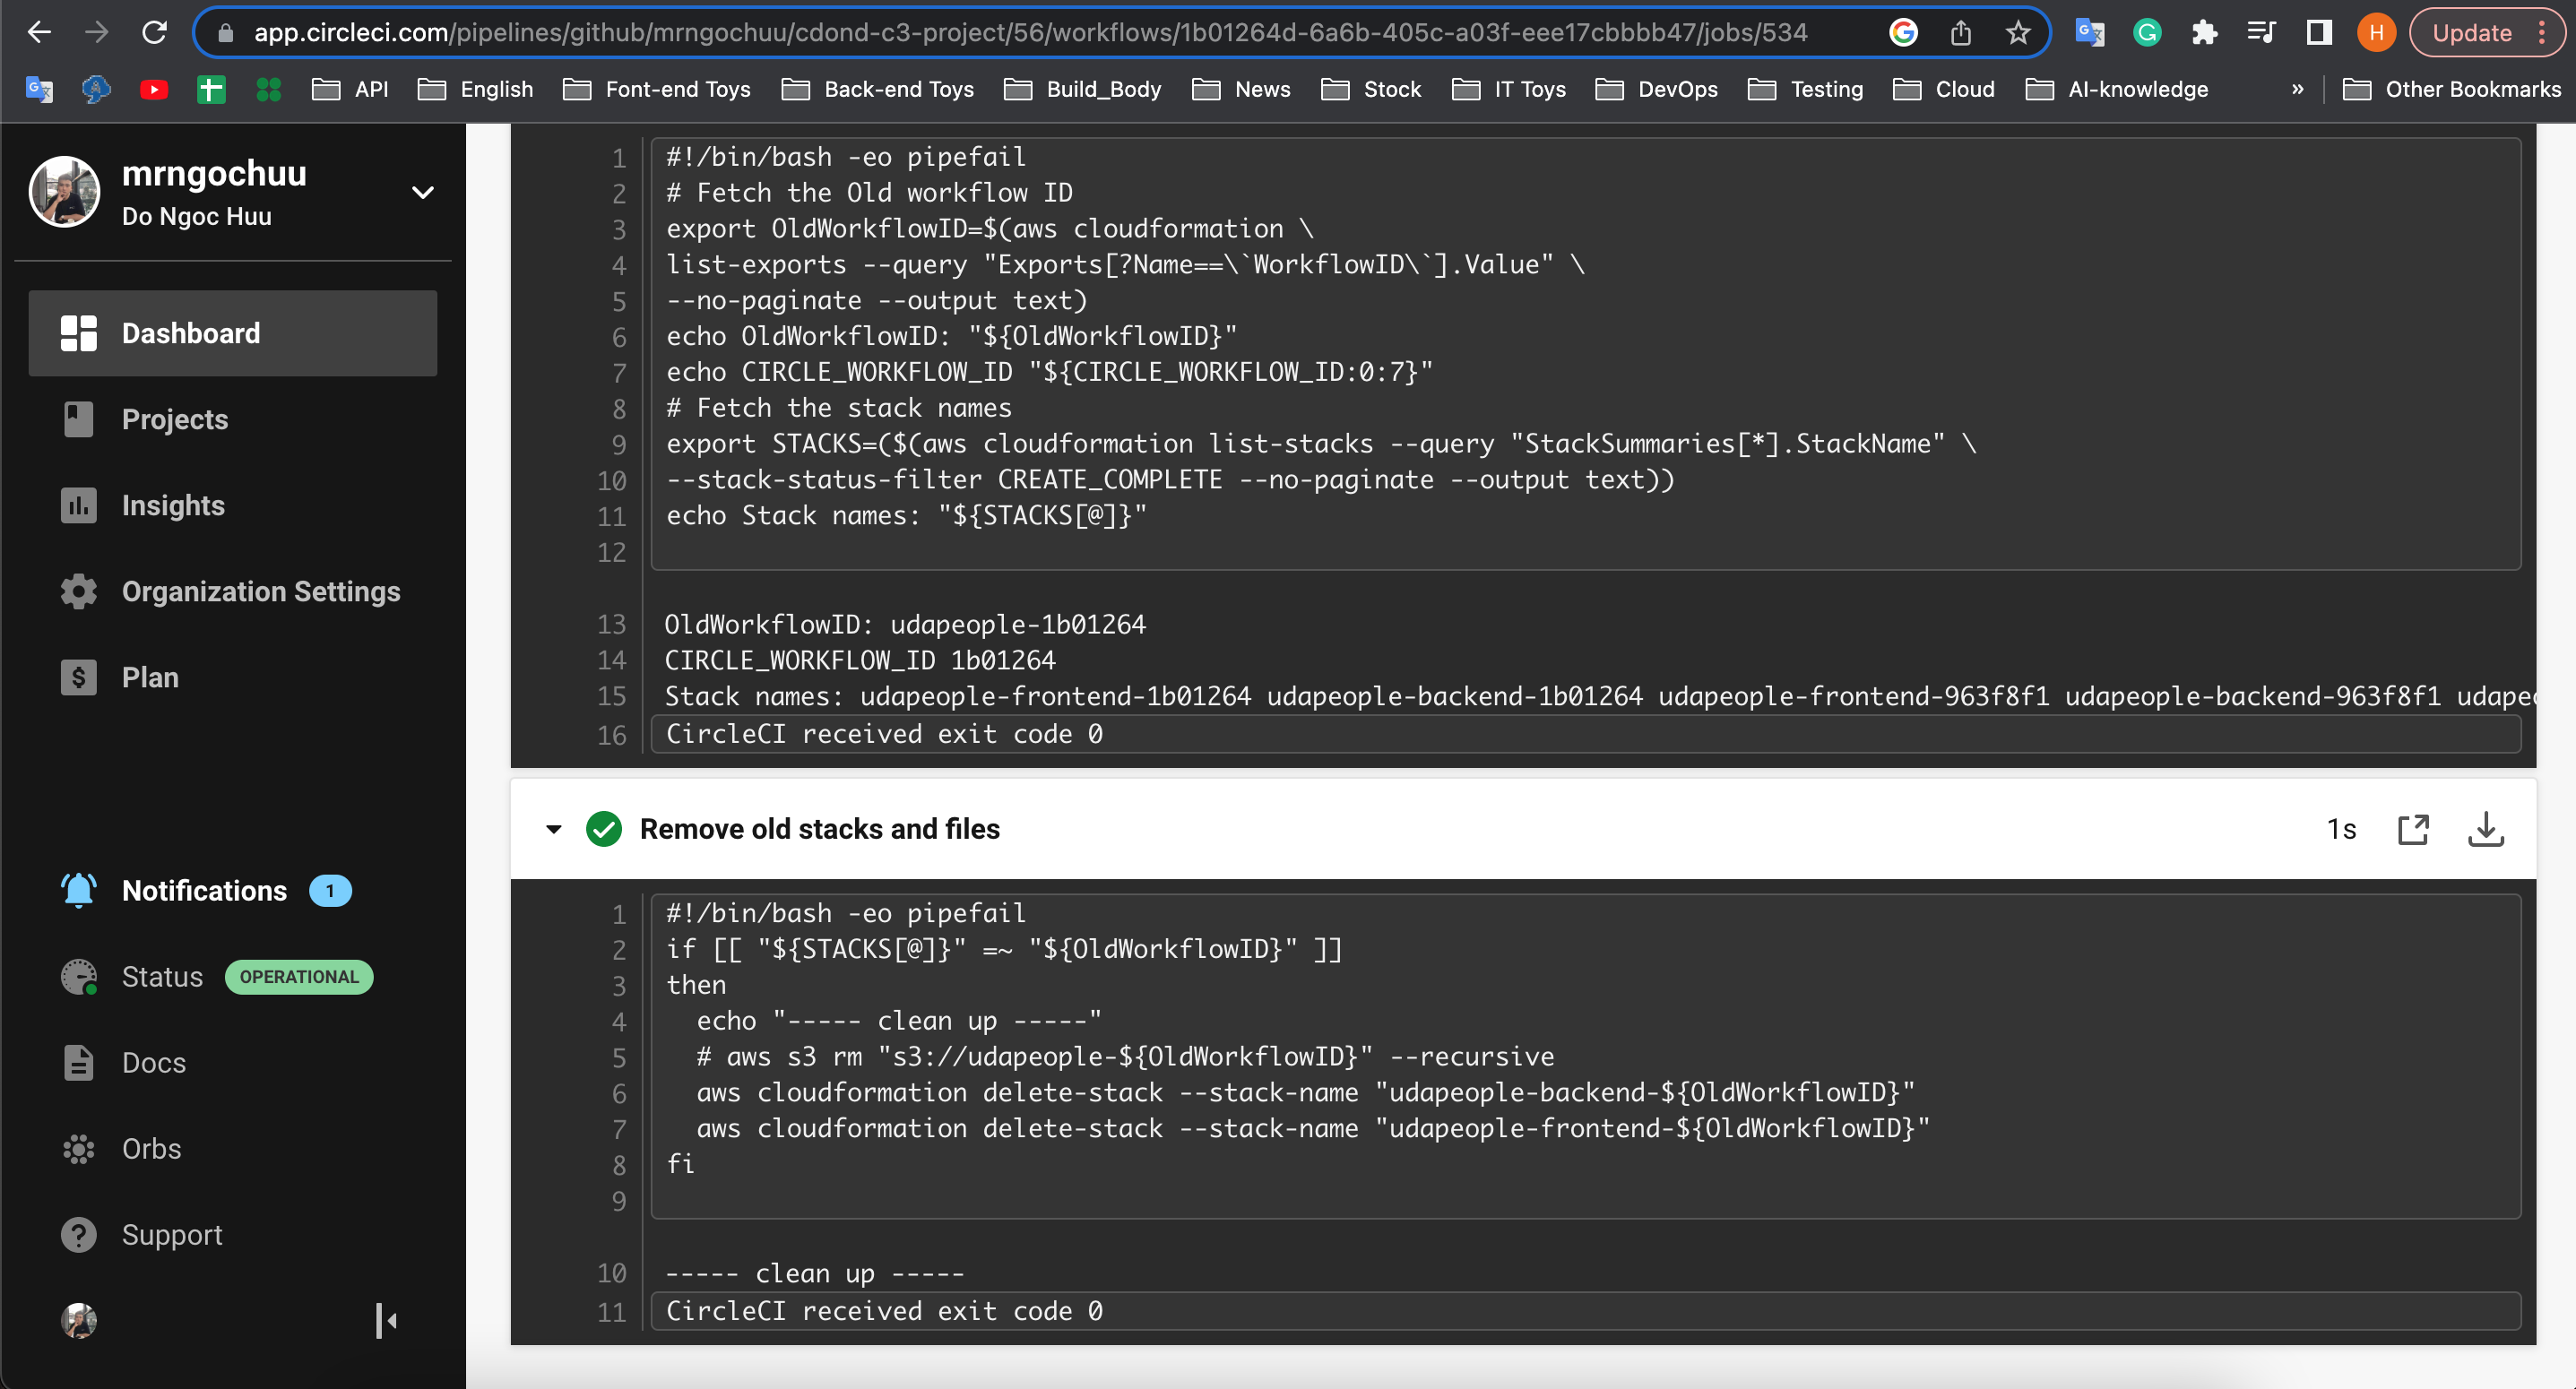 app.circleci.com/pipelines/github/mrngochuu/cdond-c3-project/56/workflows/1b01264d-6a6b-405c-a03f-eee17cbbbb47/jobs/534
H
Update
API
English
Font-end Toys
Back-end Toys
Build_Body
News
Stock
IT Toys
DevOps
Testing
Cloud
AI-knowledge
»
Other Bookmarks
mrngochuu
Do Ngoc Huu
Dashboard
Projects
Insights
Organization Settings
Plan
Notifications 1
Status OPERATIONAL
Docs
Orbs
Support
1 #!/bin/bash -eo pipefail
2 # Fetch the Old workflow ID
3 export OldWorkflowID=$(aws cloudformation \
4 list-exports --query "Exports[?Name==\`WorkflowID\`].Value" \
5 --no-paginate --output text)
6 echo OldWorkflowID: "${OldWorkflowID}"
7 echo CIRCLE_WORKFLOW_ID "${CIRCLE_WORKFLOW_ID:0:7}"
8 # Fetch the stack names
9 export STACKS=($(aws cloudformation list-stacks --query "StackSummaries[*].StackName" \
10 --stack-status-filter CREATE_COMPLETE --no-paginate --output text))
11 echo Stack names: "${STACKS[@]}"
12
13 OldWorkflowID: udapeople-1b01264
14 CIRCLE_WORKFLOW_ID 1b01264
15 Stack names: udapeople-frontend-1b01264 udapeople-backend-1b01264 udapeople-frontend-963f8f1 udapeople-backend-963f8f1
16 CircleCI received exit code 0
Remove old stacks and files
1s
1 #!/bin/bash -eo pipefail
2 if [[ "${STACKS[@]}" =~ "${OldWorkflowID}" ]]
3 then
4 echo "----- clean up -----"
5 # aws s3 rm "s3://udapeople-${OldWorkflowID}" --recursive
6 aws cloudformation delete-stack --stack-name "udapeople-backend-${OldWorkflowID}"
7 aws cloudformation delete-stack --stack-name "udapeople-frontend-${OldWorkflowID}"
8 fi
9
10 ----- clean up -----
11 CircleCI received exit code 0